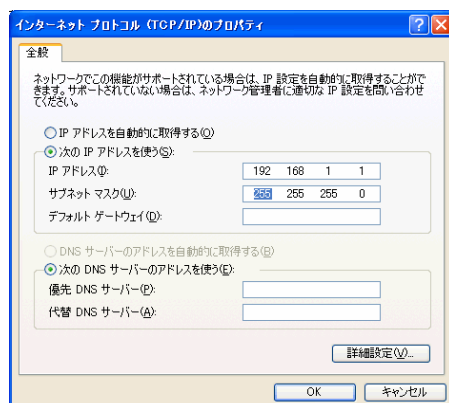 インターネット プロトコル (TCP/IP)のプロパティ
全般
ネットワークでこの機能がサポートされている場合は、IP 設定を自動的に取得することがで
きます。サポートされていない場合は、ネットワーク管理者に適切な IP 設定を問い合わせ
てください。
IP アドレスを自動的に取得する(O)
次の IP アドレスを使う(S):
IP アドレス(I): 192 168 1 1
サブネット マスク(U): 255 255 255 0
デフォルト ゲートウェイ(D):
DNS サーバーのアドレスを自動的に取得する(B)
次の DNS サーバーのアドレスを使う(E):
優先 DNS サーバー(P):
代替 DNS サーバー(A):
詳細設定(V)...
OK キャンセル